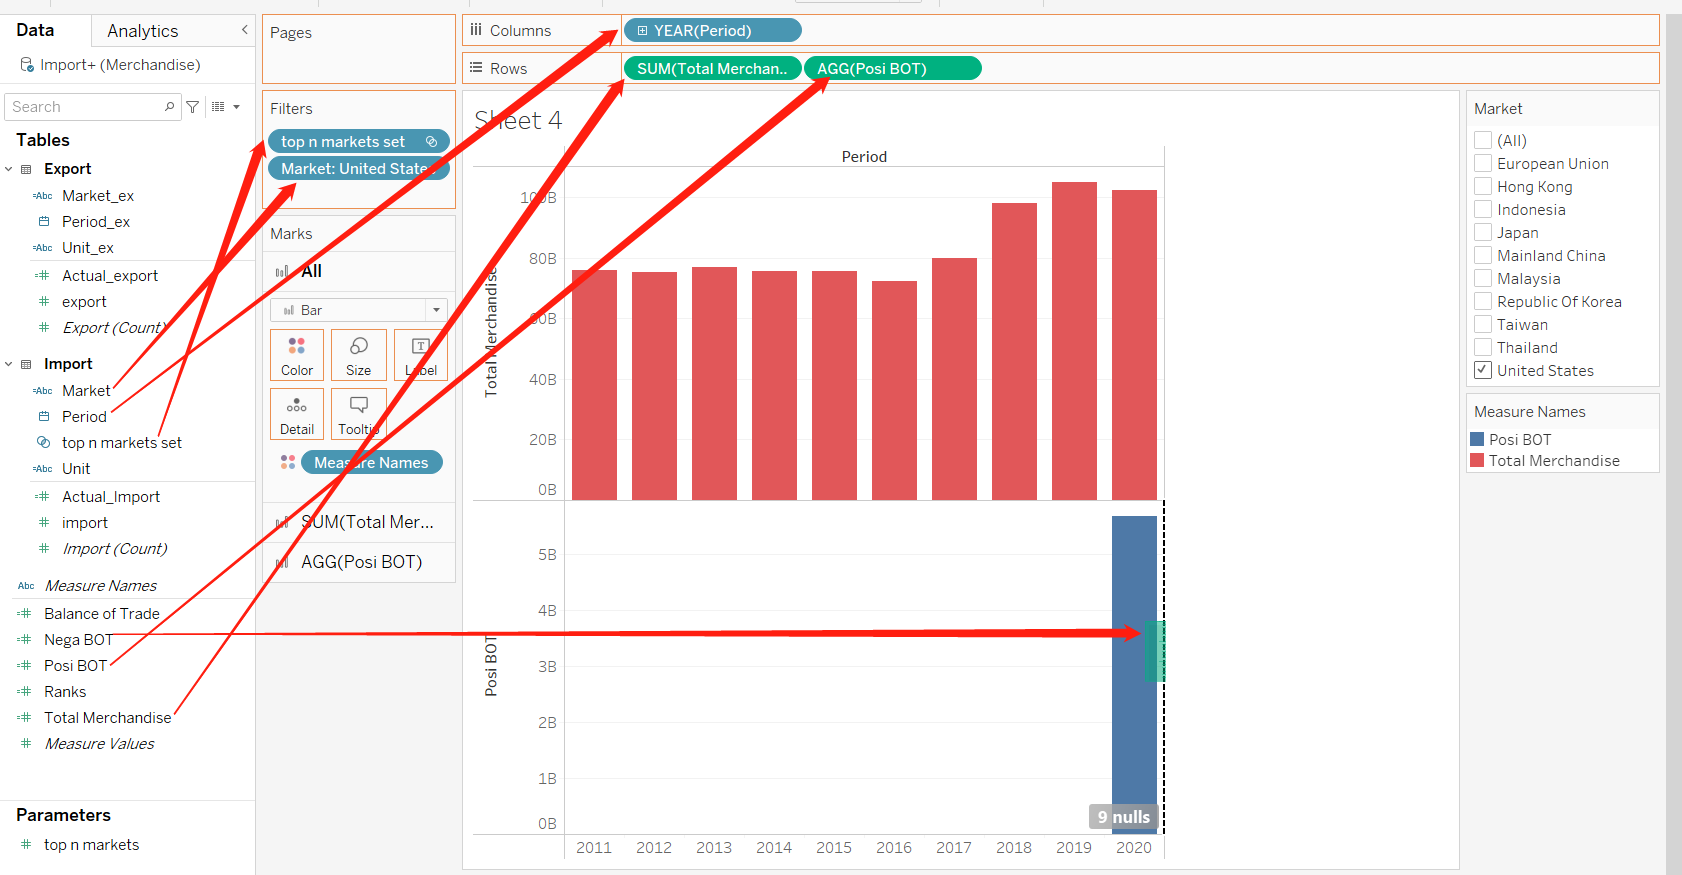 Data
Analytics
Import+ (Merchandise)
Search
Tables
Export
Abc Market_ex
Period_ex
Abc Unit_ex
Actual_export
export
Export (Count)
Import
Abc Market
Period
top n markets set
Abc Unit
Actual_Import
import
Import (Count)
Abc Measure Names
Balance of Trade
Nega BOT
Posi BOT
Ranks
Total Merchandise
Measure Values
Parameters
top n markets
Pages
Filters
top n markets set
Market: United States
Marks
All
Bar
Color
Size
Label
Detail
Tooltip
Measure Names
SUM(Total Mer...
AGG(Posi BOT)
Columns
YEAR(Period)
Rows
SUM(Total Merchan..
AGG(Posi BOT)
Sheet 4
Period
Total Merchandise
100B
80B
60B
40B
20B
0B
Posi BOT
5B
4B
3B
2B
1B
0B
9 nulls
2011
2012
2013
2014
2015
2016
2017
2018
2019
2020
Market
(All)
European Union
Hong Kong
Indonesia
Japan
Mainland China
Malaysia
Republic Of Korea
Taiwan
Thailand
United States
Measure Names
Posi BOT
Total Merchandise